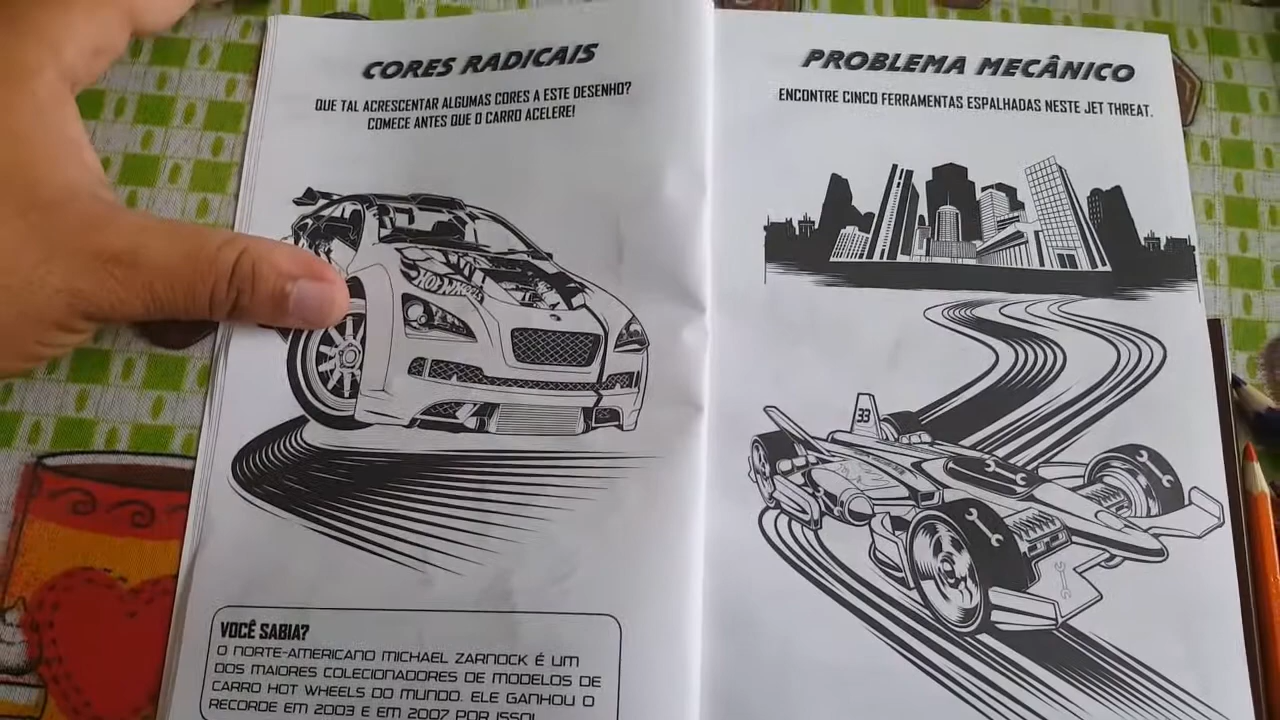 CORES RADICAIS
QUE TAL ACRESCENTAR ALGUMAS CORES A ESTE DESENHO?
COMECE ANTES QUE O CARRO ACELERE!
HOT WHEELS
VOCÊ SABIA?
O NORTE-AMERICANO MICHAEL ZARNOCK É UM
DOS MAIORES COLECIONADORES DE MODELOS DE
CARRO HOT WHEELS DO MUNDO. ELE GANHOU O
RECORDE EM 2003 E EM 2007 POR ISSO!
PROBLEMA MECÂNICO
ENCONTRE CINCO FERRAMENTAS ESPALHADAS NESTE JET THREAT.
33